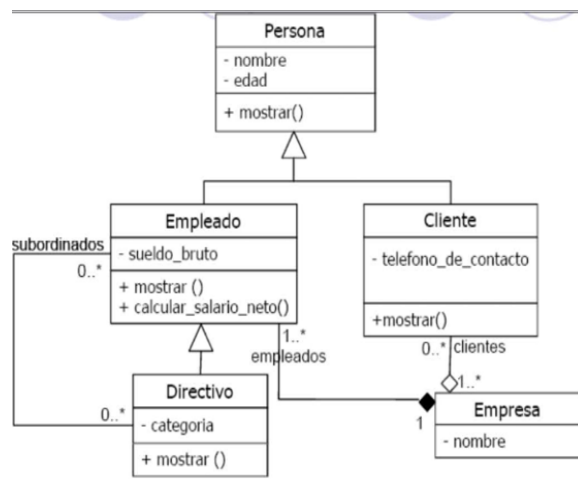 Persona
- nombre
- edad
+ mostrar()
Empleado
- sueldo_bruto
+ mostrar ()
+ calcular_salario_neto()
Cliente
- telefono_de_contacto
+mostrar()
subordinados
0..*
1..*
empleados
0..* clientes
1..*
Directivo
- categoria
+ mostrar ()
0..*
1
Empresa
- nombre